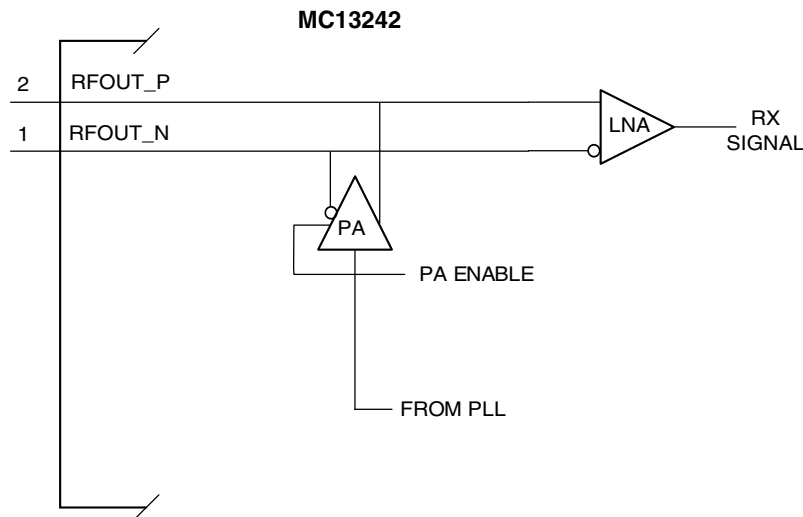 MC13242
2 RFOUT_P
1 RFOUT_N
LNA
RX
SIGNAL
PA
PA ENABLE
FROM PLL